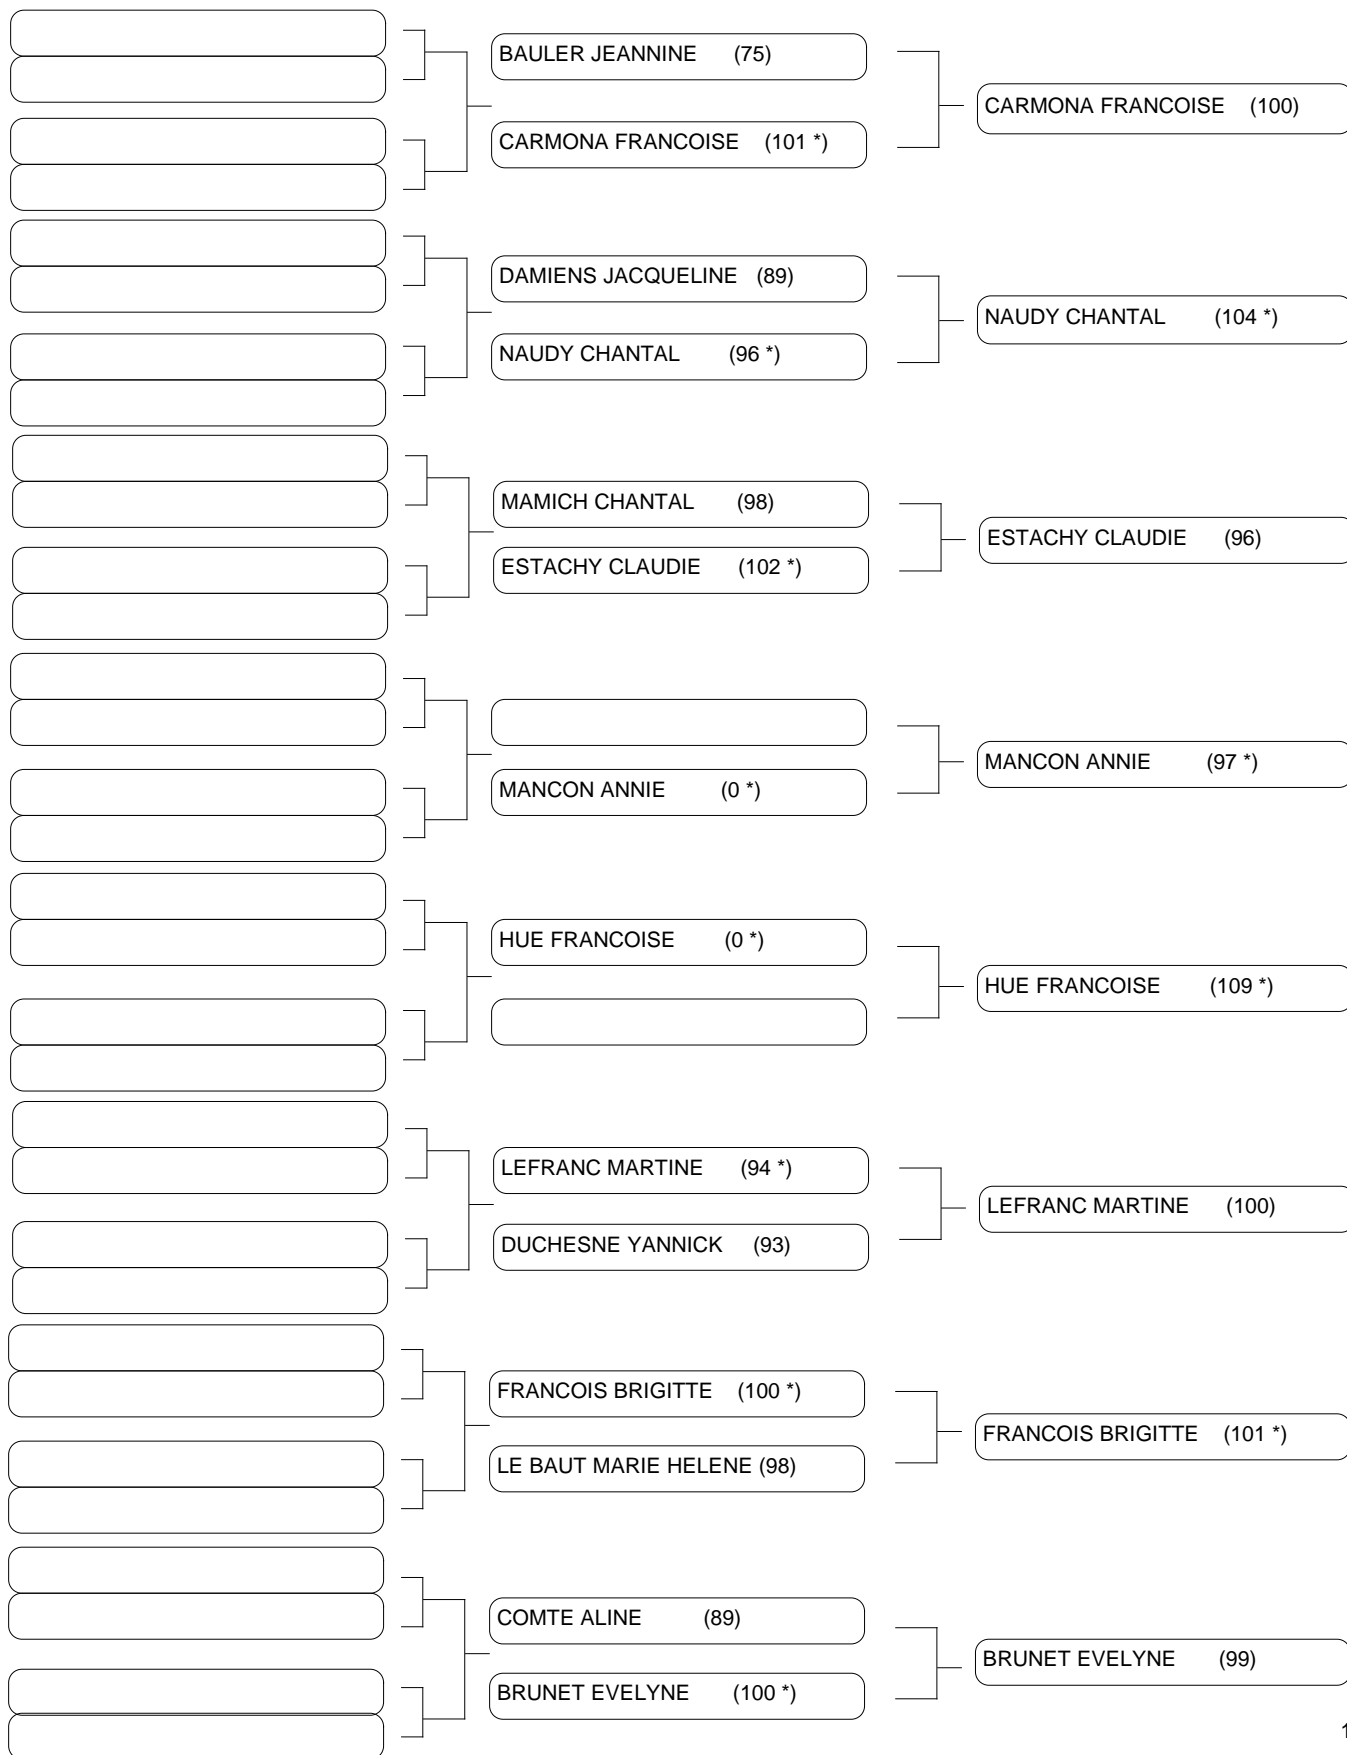 BAULER JEANNINE (75)
CARMONA FRANCOISE (101 *)
CARMONA FRANCOISE (100)
DAMIENS JACQUELINE (89)
NAUDY CHANTAL (96 *)
NAUDY CHANTAL (104 *)
MAMICH CHANTAL (98)
ESTACHY CLAUDIE (102 *)
ESTACHY CLAUDIE (96)
MANCON ANNIE (0 *)
MANCON ANNIE (97 *)
HUE FRANCOISE (0 *)
HUE FRANCOISE (109 *)
LEFRANC MARTINE (94 *)
DUCHESNE YANNICK (93)
LEFRANC MARTINE (100)
FRANCOIS BRIGITTE (100 *)
LE BAUT MARIE HELENE (98)
FRANCOIS BRIGITTE (101 *)
COMTE ALINE (89)
BRUNET EVELYNE (100 *)
BRUNET EVELYNE (99)
1